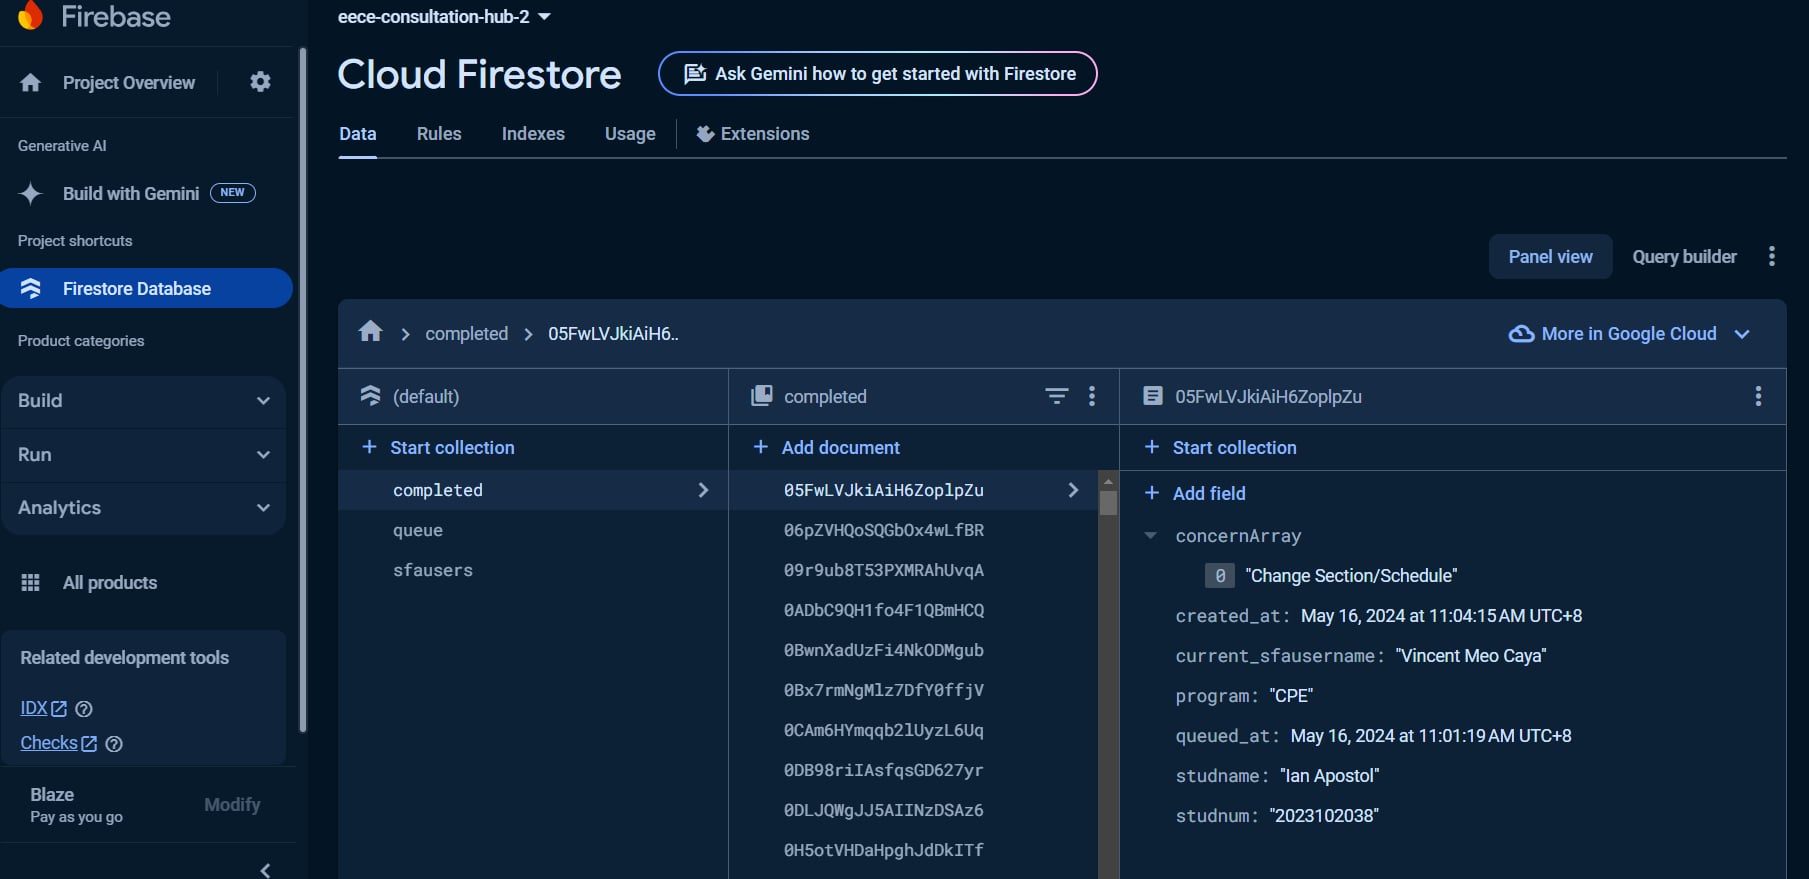 Firebase
eece-consultation-hub-2
Project Overview
Cloud Firestore
Ask Gemini how to get started with Firestore
Data
Rules
Indexes
Usage
Extensions
Generative AI
Build with Gemini
NEW
Project shortcuts
Firestore Database
Product categories
Build
Run
Analytics
All products
Related development tools
IDX
Checks
Blaze
Pay as you go
Modify
Panel view
Query builder
completed
05FwLVJkiAiH6..
More in Google Cloud
(default)
Start collection
completed
queue
sfausers
completed
Add document
05FwLVJkiAiH6ZoplpZu
06pZVHQoSQGbOx4wLfBR
09r9ub8T53PXMRAhUvqA
0ADbC9QH1fo4F1QBmHCQ
0BwnXadUzFi4NkODMgub
0Bx7rmNgMlz7DfY0ffjV
0CAm6HYmqqb2lUyzL6Uq
0DB98riIAsfqsGD627yr
0DLJQWgJJ5AIINzDSAz6
0H5otVHDaHpghJdDkITf
05FwLVJkiAiH6ZoplpZu
Start collection
Add field
concernArray
0 "Change Section/Schedule"
created_at: May 16, 2024 at 11:04:15 AM UTC+8
current_sfausername: "Vincent Meo Caya"
program: "CPE"
queued_at: May 16, 2024 at 11:01:19 AM UTC+8
studname: "Ian Apostol"
studnum: "2023102038"